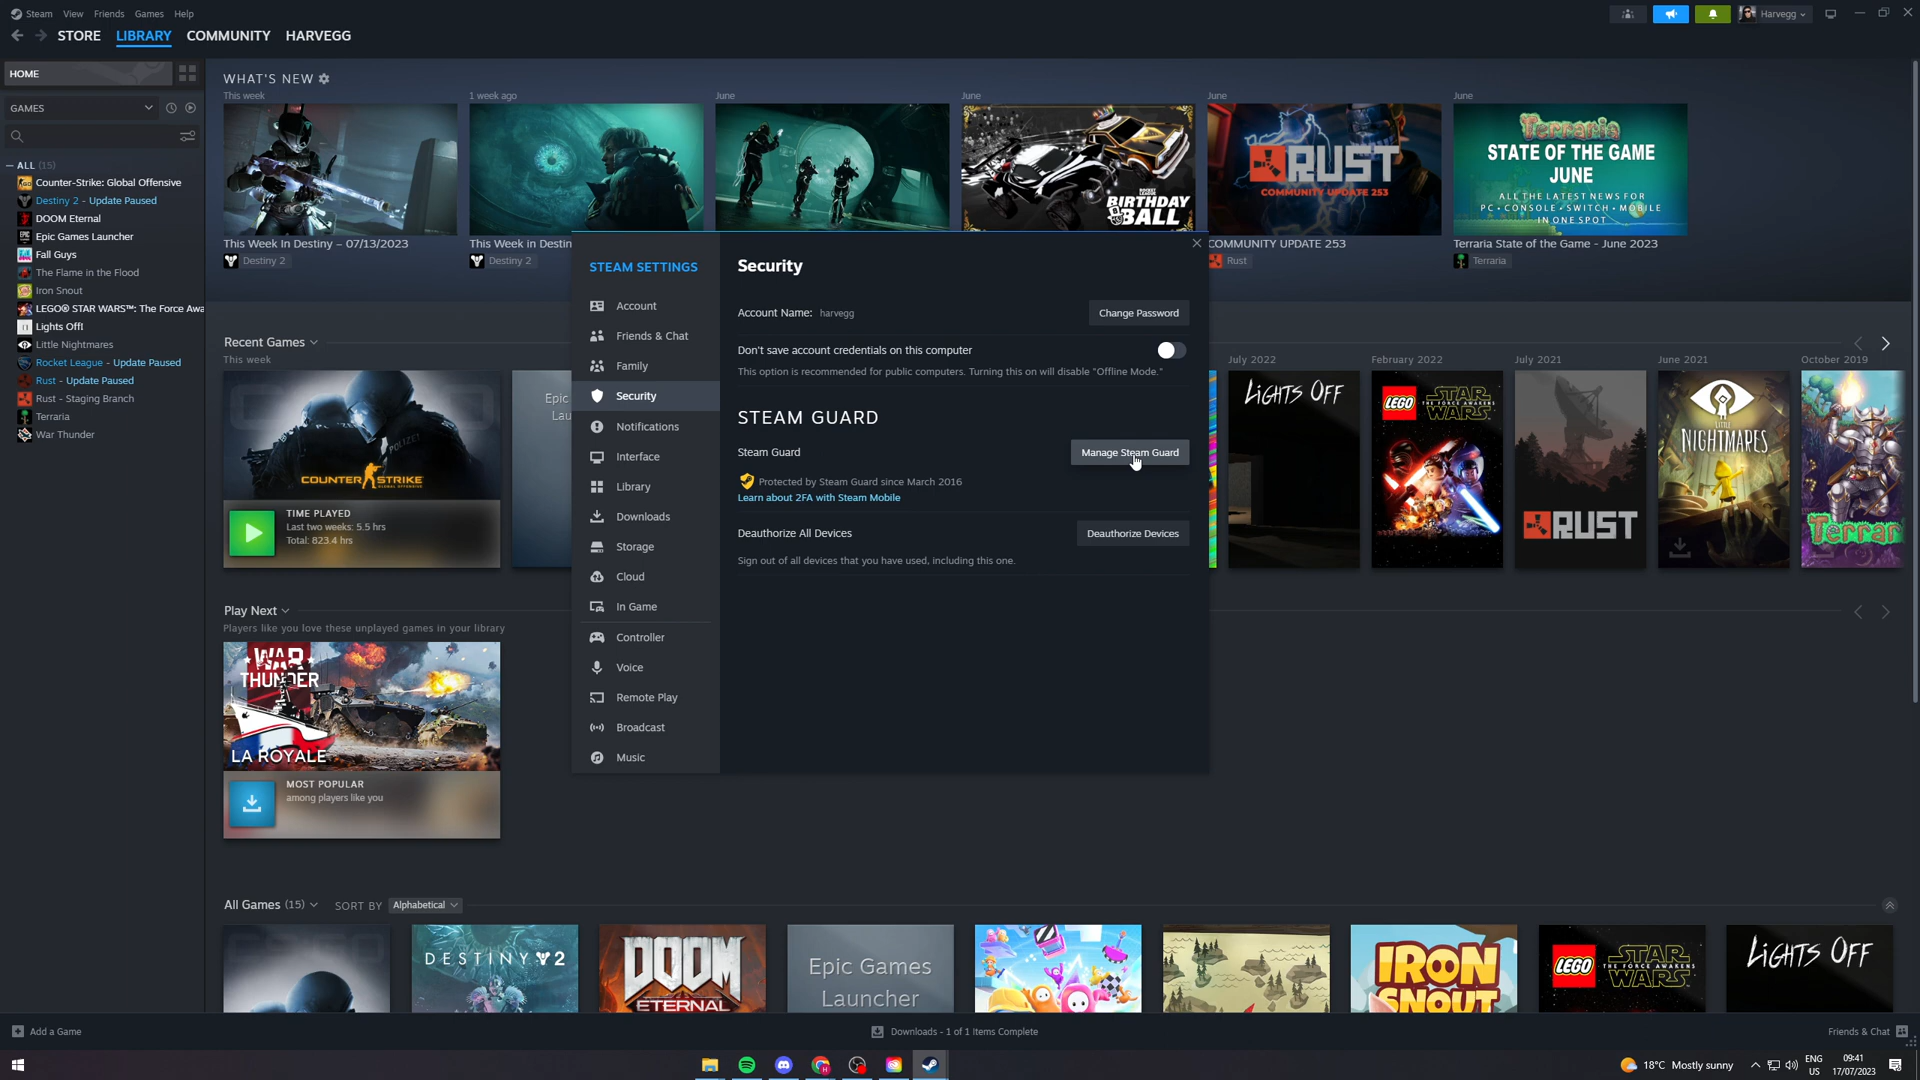 Steam View Friends Games Help
Harvegg
STORE LIBRARY COMMUNITY HARVEGG
HOME
GAMES
ALL (15)
Counter-Strike: Global Offensive
Destiny 2 - Update Paused
DOOM Eternal
Epic Games Launcher
Fall Guys
The Flame in the Flood
Iron Snout
LEGO® STAR WARS™: The Force Awa
Lights Off!
Little Nightmares
Rocket League - Update Paused
Rust - Update Paused
Rust - Staging Branch
Terraria
War Thunder
WHAT'S NEW
This week
1 week ago
June
June
June
June
BIRTHDAY
BALL
RUST
COMMUNITY UPDATE 253
Terraria
STATE OF THE GAME
JUNE
ALL THE LATEST NEWS FOR
PC • CONSOLE • SWITCH • MOBILE
IN ONE SPOT
This Week In Destiny – 07/13/2023
This Week in Destin
COMMUNITY UPDATE 253
Terraria State of the Game - June 2023
Destiny 2
Destiny 2
Rust
Terraria
STEAM SETTINGS
Account
Friends & Chat
Family
Security
Notifications
Interface
Library
Downloads
Storage
Cloud
In Game
Controller
Voice
Remote Play
Broadcast
Music
Security
Account Name: harvegg
Change Password
Don't save account credentials on this computer
This option is recommended for public computers. Turning this on will disable "Offline Mode."
STEAM GUARD
Steam Guard
Manage Steam Guard
Protected by Steam Guard since March 2016
Learn about 2FA with Steam Mobile
Deauthorize All Devices
Deauthorize Devices
Sign out of all devices that you have used, including this one.
Recent Games
This week
July 2022
February 2022
July 2021
June 2021
October 2019
POLIZEI
COUNTER STRIKE
Epic
Lau
TIME PLAYED
Last two weeks: 5.5 hrs
Total: 823.4 hrs
LiGHTS OFF
LEGO STAR WARS
THE FORCE AWAKENS
RUST
LITTLE
NIGHTMARES
Terrar
Play Next
Players like you love these unplayed games in your library
WAR
THUNDER
LA ROYALE
MOST POPULAR
among players like you
All Games (15) SORT BY Alphabetical
DESTINY 2
DOOM
ETERNAL
Epic Games
Launcher
IRON
SNOUT
LEGO STAR WARS
THE FORCE AWAKENS
LiGHTS OFF
Add a Game
Downloads - 1 of 1 Items Complete
Friends & Chat
18°C Mostly sunny
ENG
US
09:41
17/07/2023